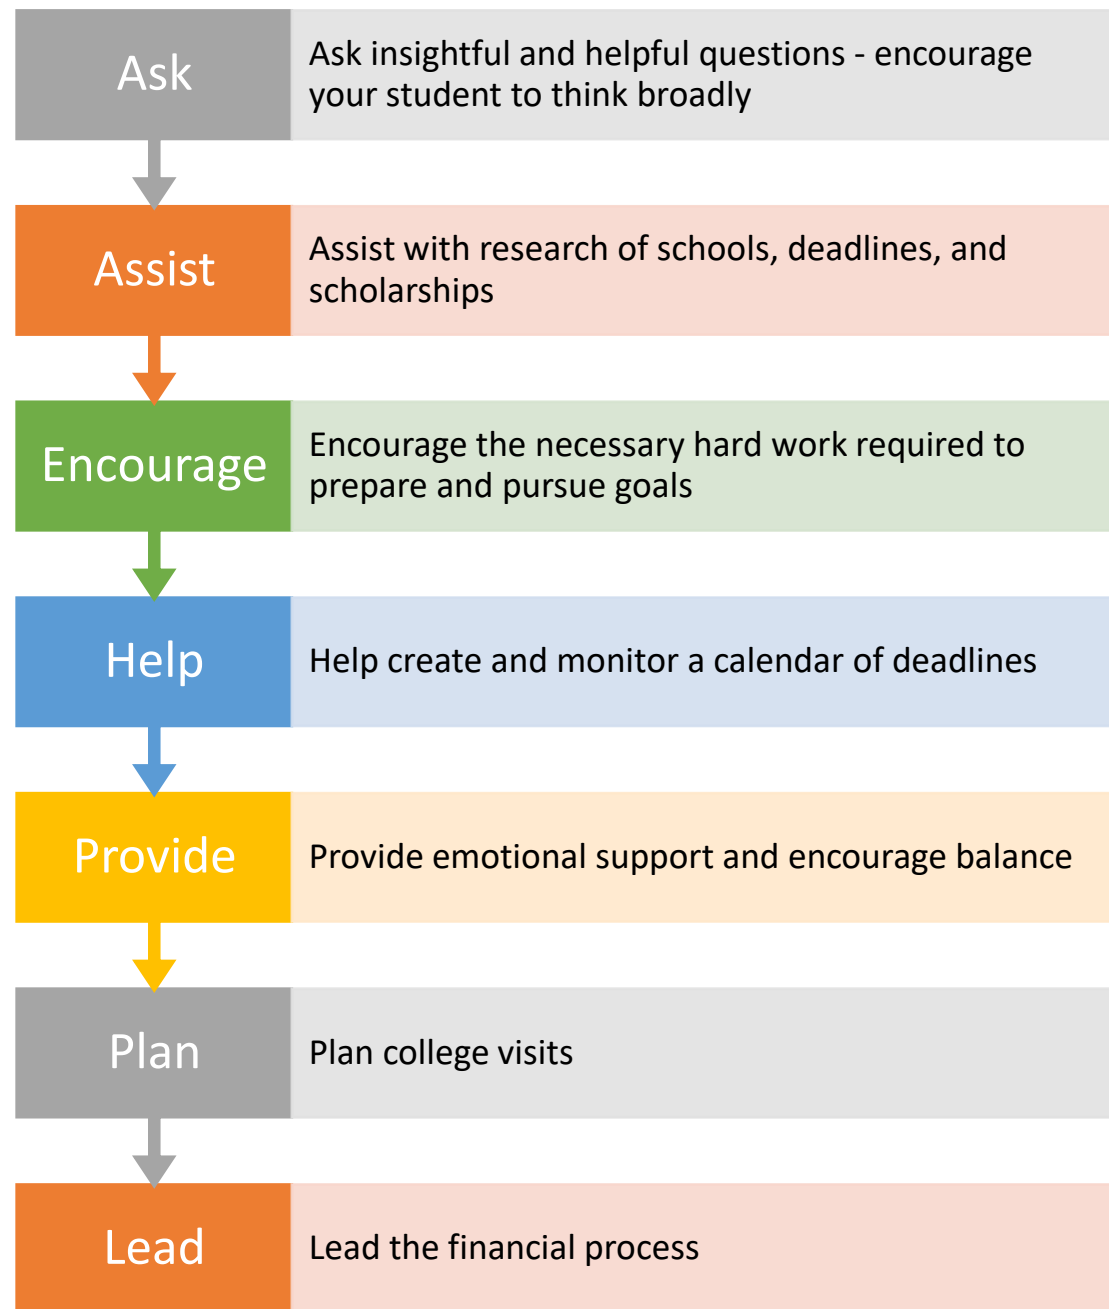 Ask
Ask insightful and helpful questions - encourage
your student to think broadly
Assist
Assist with research of schools, deadlines, and
scholarships
Encourage
Encourage the necessary hard work required to
prepare and pursue goals
Help
Help create and monitor a calendar of deadlines
Provide
Provide emotional support and encourage balance
Plan
Plan college visits
Lead
Lead the financial process